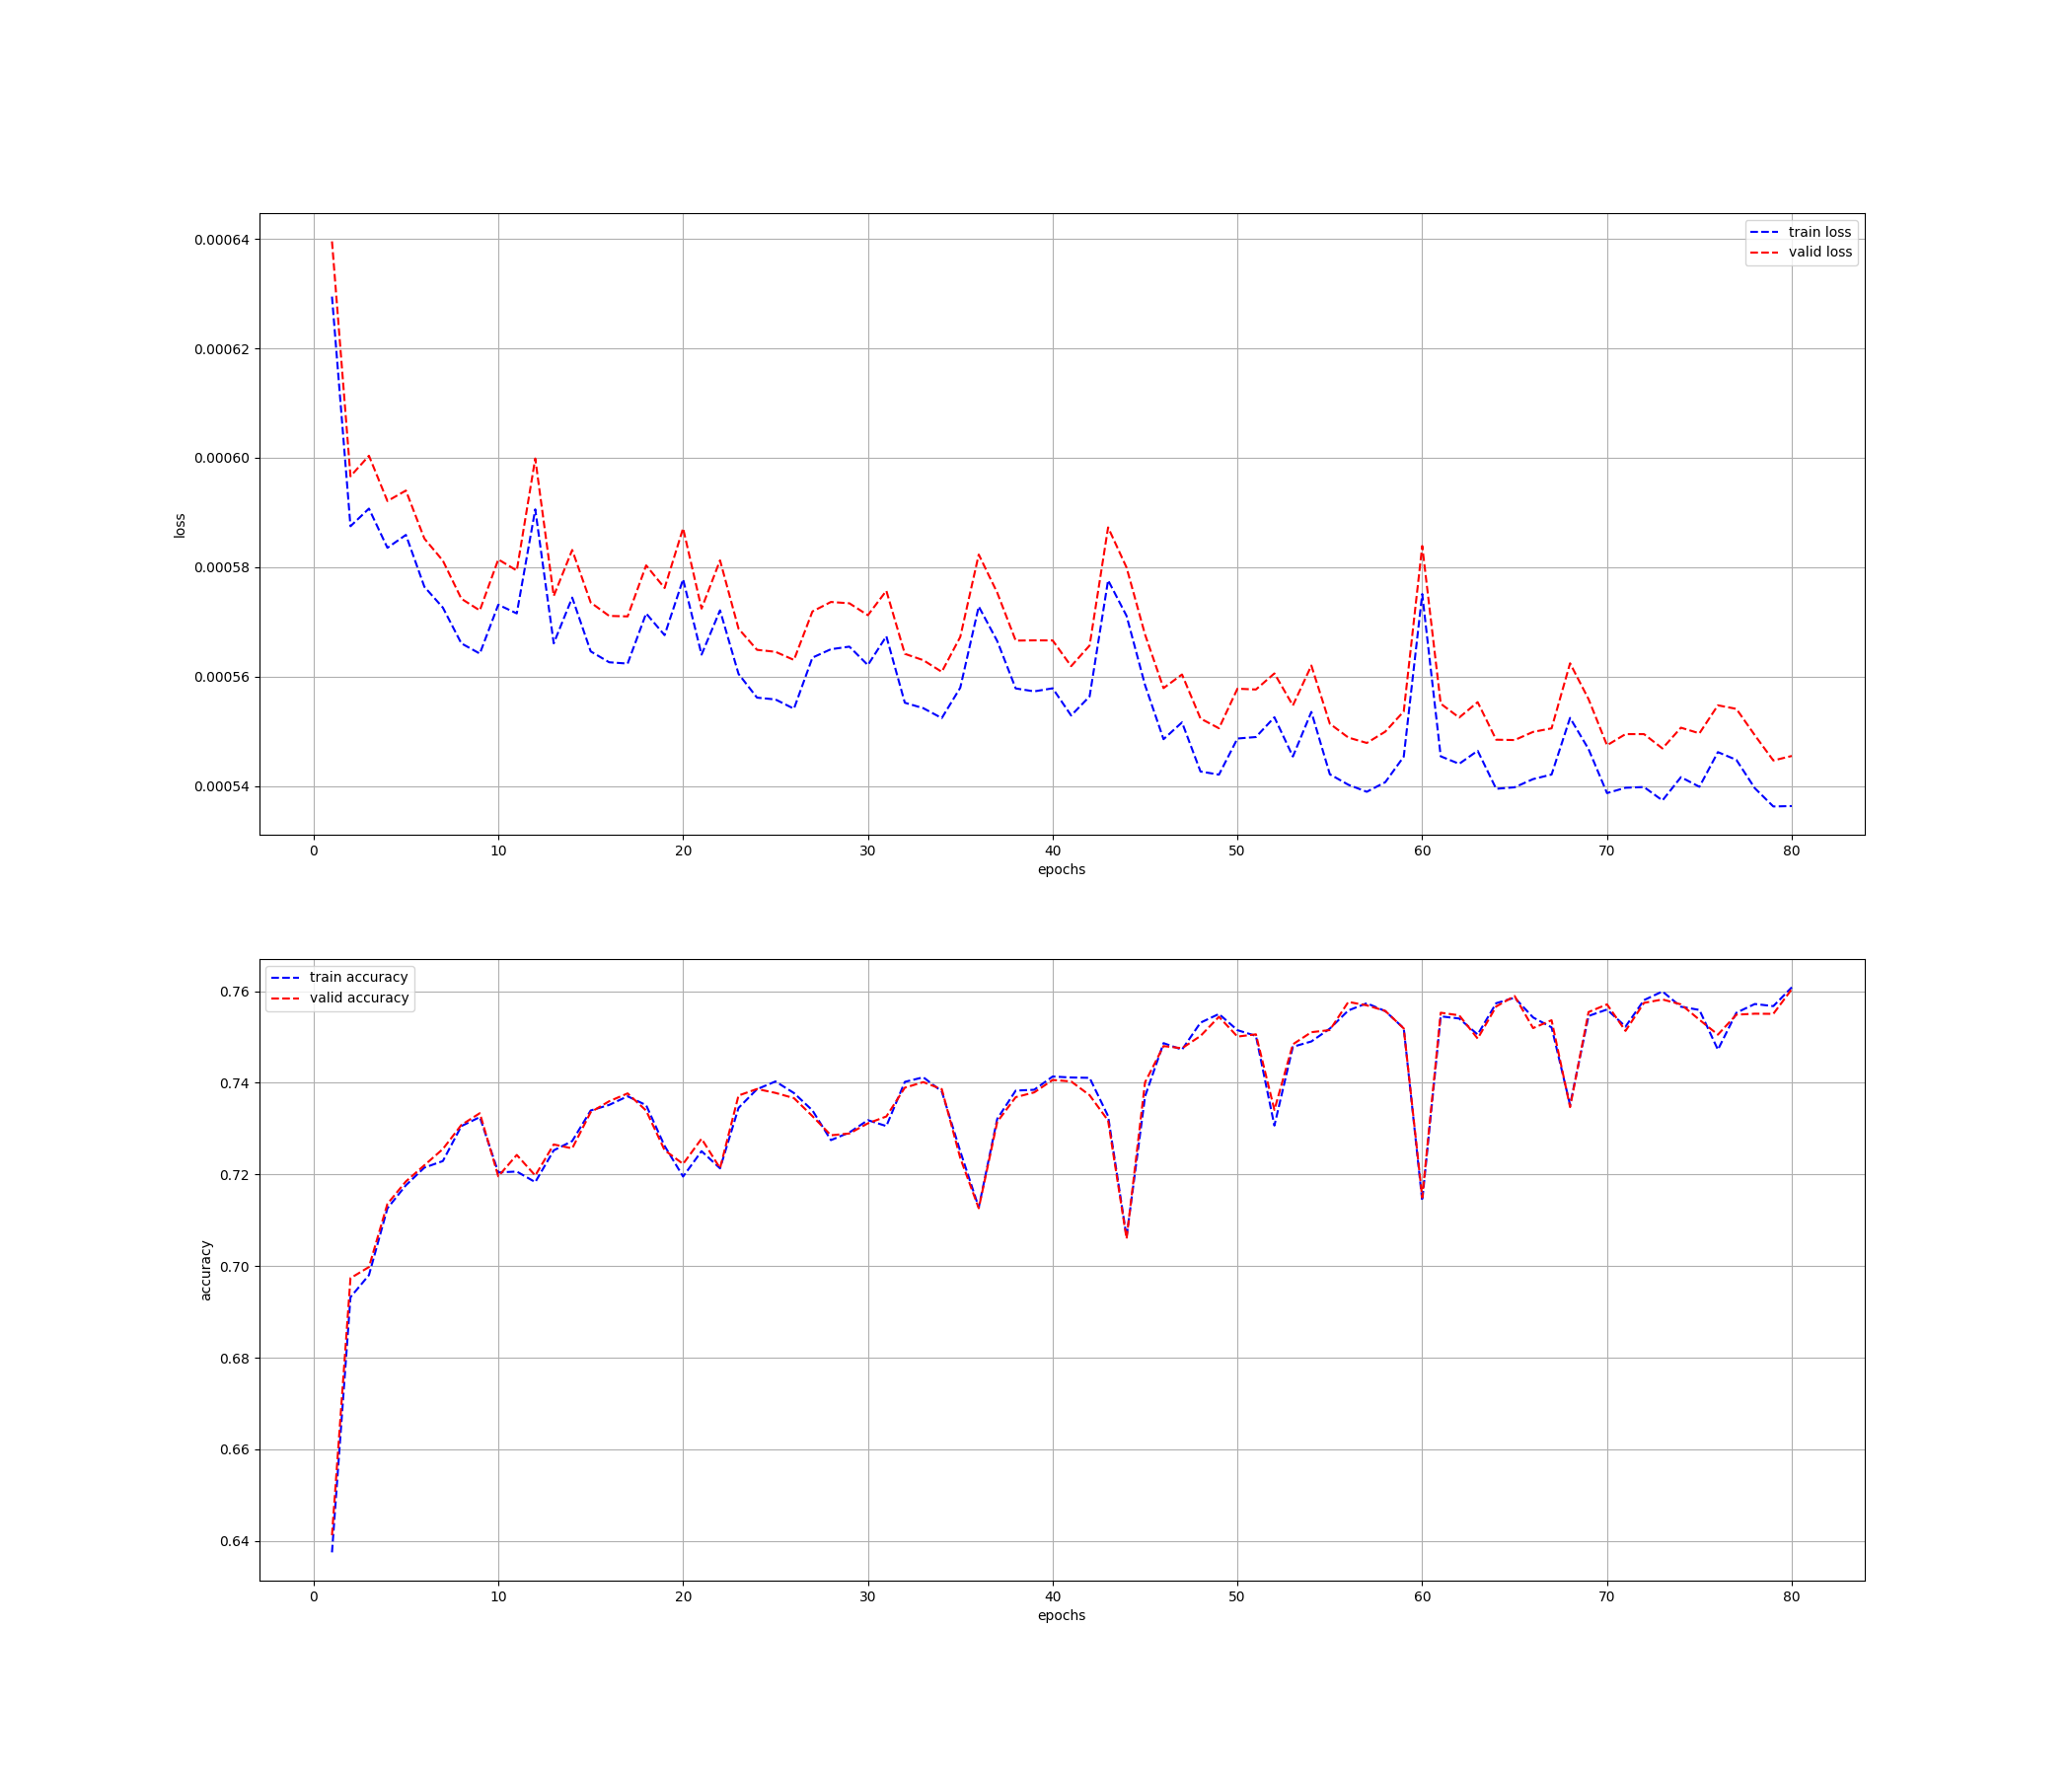 train loss
valid loss
0.00064
0.00062
0.00060
0.00058
0.00056
0.00054
loss
0 10 20 30 40 50 60 70 80
epochs
train accuracy
valid accuracy
0.76
0.74
0.72
0.70
0.68
0.66
0.64
accuracy
0 10 20 30 40 50 60 70 80
epochs